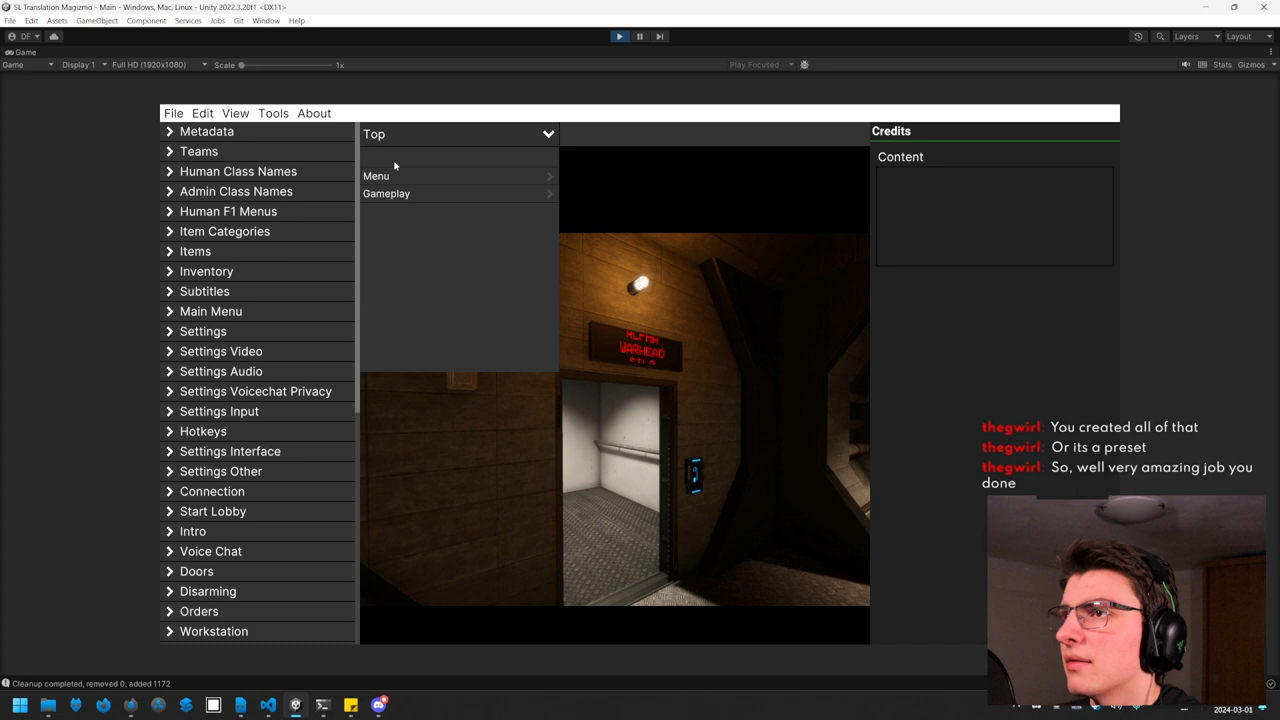 SL Translation Magizmo - Main - Windows, Mac, Linux - Unity 2022.3.20f1 <DX11>
File Edit Assets GameObject Component Services Jobs Git Window Help
DF
Layers
Layout
Game
Game
Display 1
Full HD (1920x1080)
Scale
1x
Play Focused
Stats
Gizmos
File Edit View Tools About
Metadata
Teams
Human Class Names
Admin Class Names
Human F1 Menus
Item Categories
Items
Inventory
Subtitles
Main Menu
Settings
Settings Video
Settings Audio
Settings Voicechat Privacy
Settings Input
Hotkeys
Settings Interface
Settings Other
Connection
Start Lobby
Intro
Voice Chat
Doors
Disarming
Orders
Workstation
Top
Menu
Gameplay
ALPHA
WARHEAD
SILO
Credits
Content
thegwirl: You created all of that
thegwirl: Or its a preset
thegwirl: So, well very amazing job you
done
Cleanup completed, removed 0, added 1172
2024-03-01